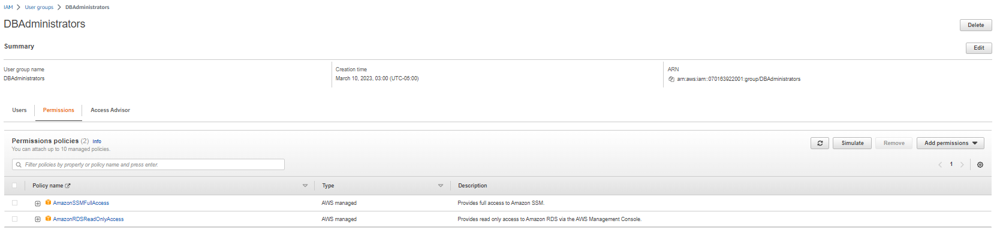 IAM > User groups > DBAdministrators
DBAdministrators
Delete
Summary
Edit
User group name
DBAdministrators
Creation time
March 10, 2023, 03:00 (UTC-05:00)
ARN
arn:aws:iam::070163922001:group/DBAdministrators
Users Permissions Access Advisor
Permissions policies (2) Info
You can attach up to 10 managed policies.
Simulate Remove Add permissions
Filter policies by property or policy name and press enter.
1
Policy name Type Description
AmazonSSMFullAccess AWS managed Provides full access to Amazon SSM.
AmazonRDSReadOnlyAccess AWS managed Provides read only access to Amazon RDS via the AWS Management Console.